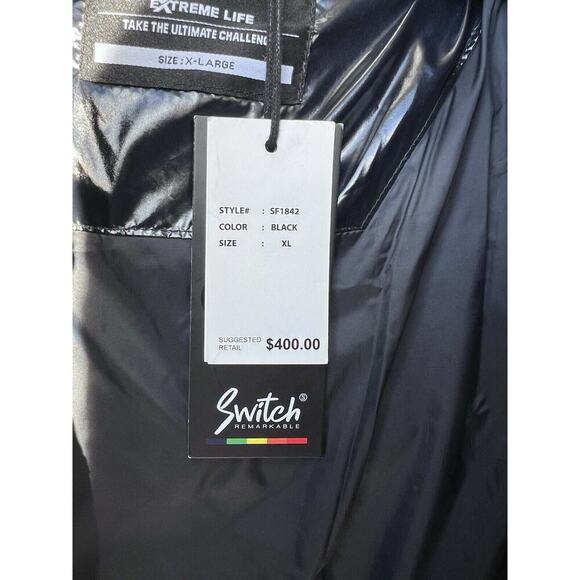 EXTREME LIFE
TAKE THE ULTIMATE CHALLENG
SIZE : X-LARGE
STYLE# : SF1842
COLOR : BLACK
SIZE : XL
SUGGESTED
RETAIL $400.00
Switch Ⓢ
REMARKABLE